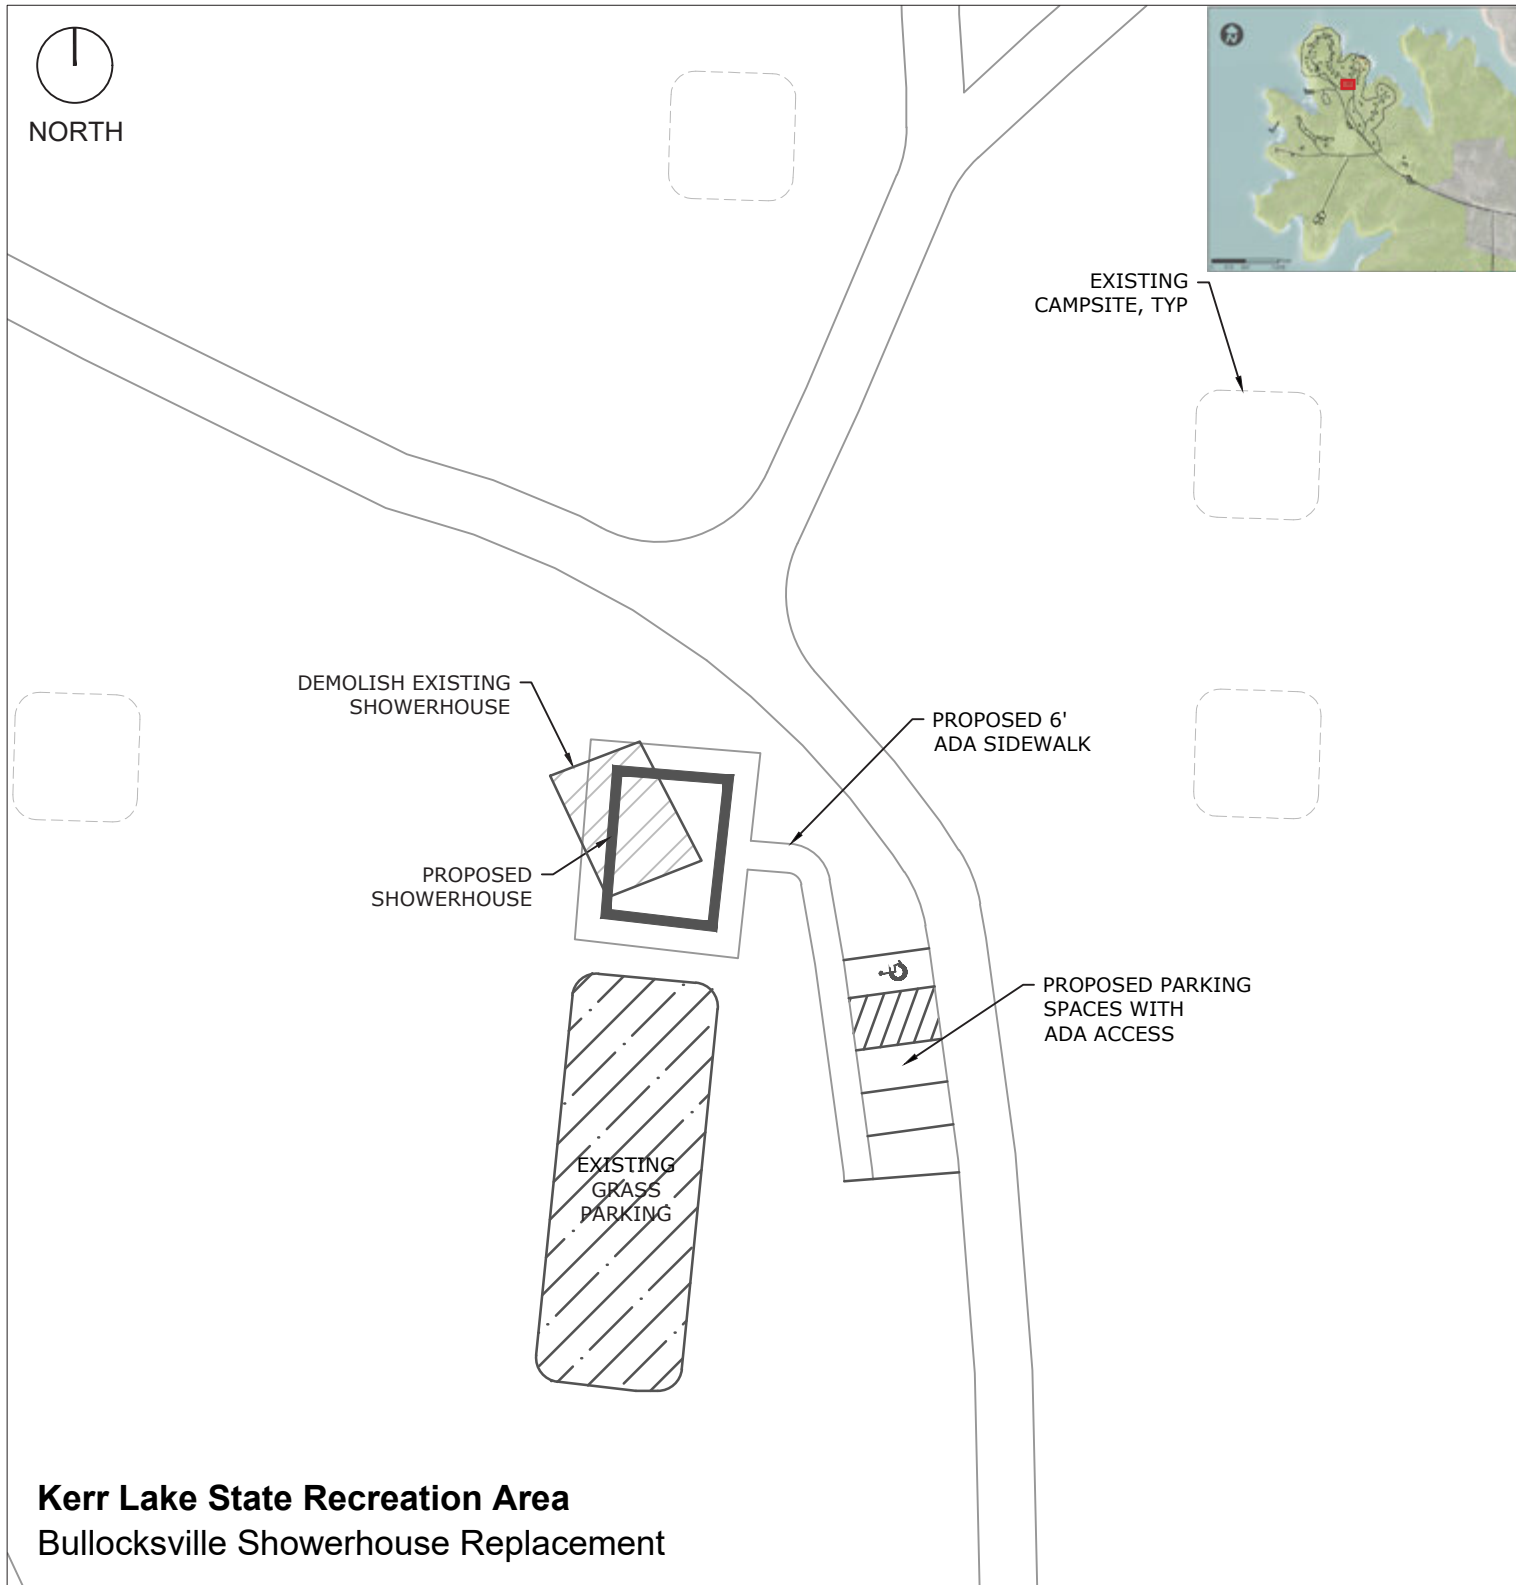 NORTH
EXISTING
CAMPSITE, TYP
DEMOLISH EXISTING
SHOWERHOUSE
PROPOSED 6'
ADA SIDEWALK
PROPOSED
SHOWERHOUSE
PROPOSED PARKING
SPACES WITH
ADA ACCESS
EXISTING
GRASS
PARKING
Kerr Lake State Recreation Area
Bullocksville Showerhouse Replacement